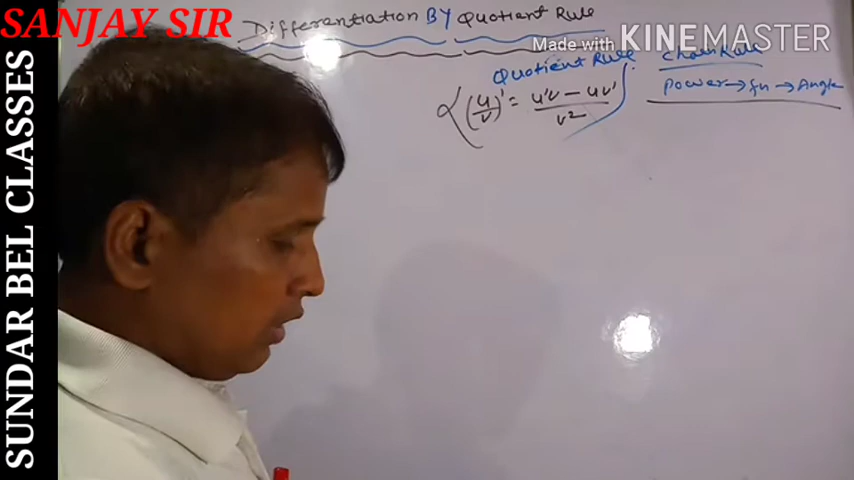 SANJAY SIR
SUNDAR BEL CLASSES
Differentiation BY Quotient Rule
Made with KINEMASTER
Quotient Rule
Chain Rule
(u/v)' = u'v - uv' / v²
Power → fn → Angle